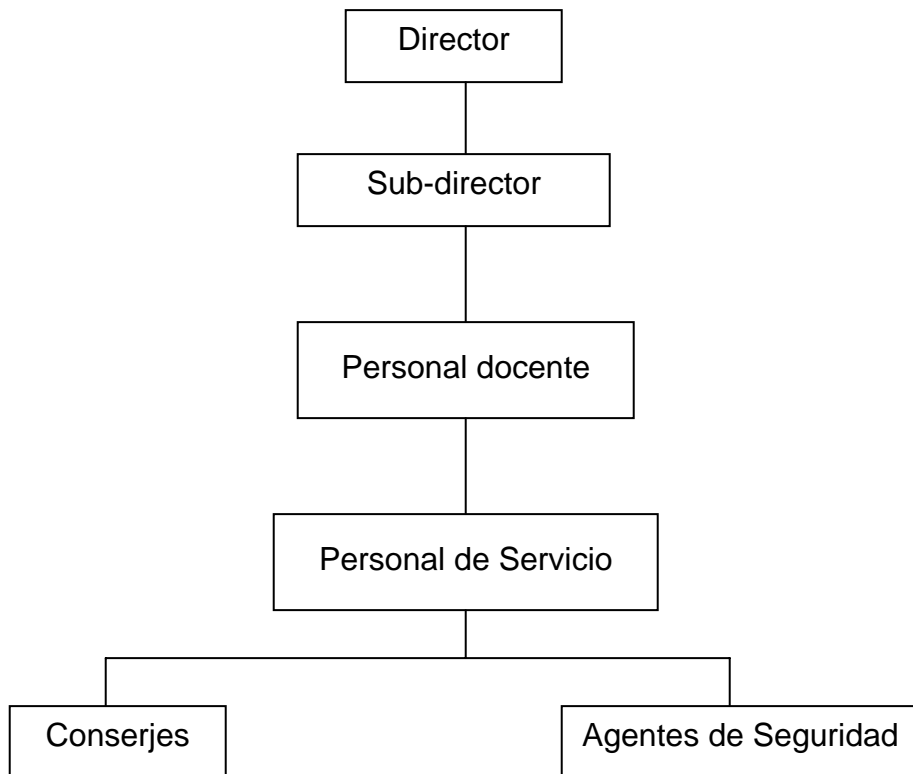 Director
Sub-director
Personal docente
Personal de Servicio
Conserjes
Agentes de Seguridad